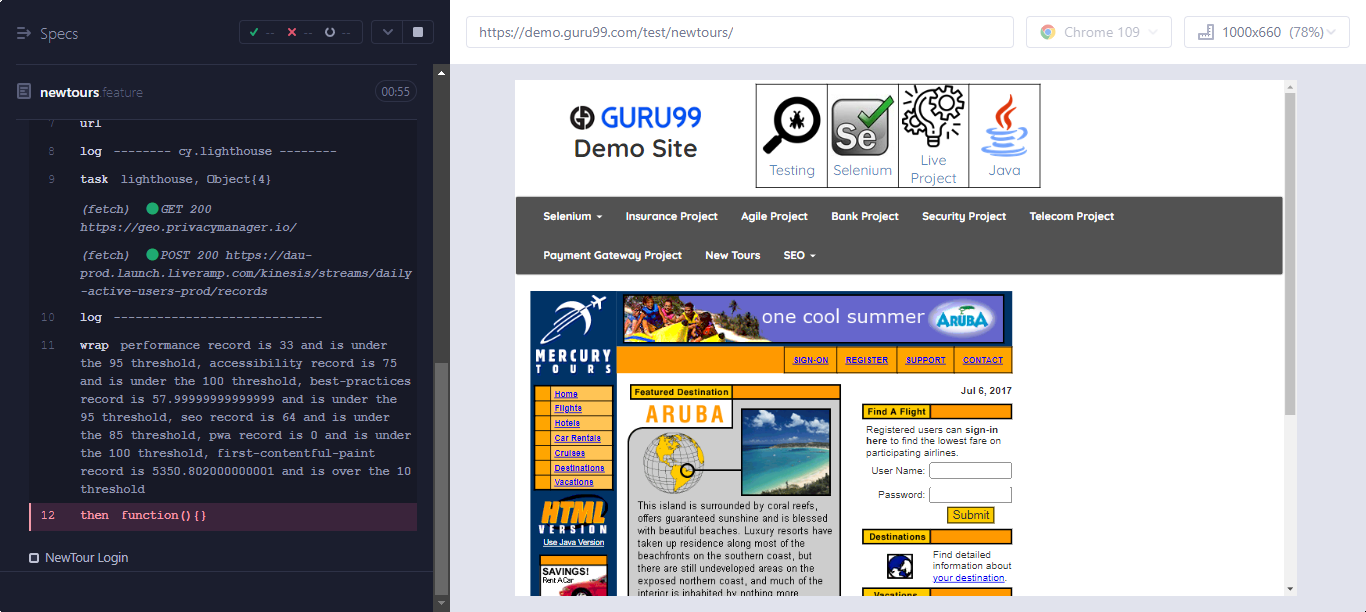 Specs
-- -- --
newtours feature
00:55
7 url
8 log -------- cy.lighthouse --------
9 task lighthouse, Object{4}
(fetch) GET 200
https://geo.privacymanager.io/
(fetch) POST 200 https://dau-
prod.launch.liveramp.com/kinesis/streams/daily
-active-users-prod/records
10 log -----------------------------
11 wrap performance record is 33 and is under
the 95 threshold, accessibility record is 75
and is under the 100 threshold, best-practices
record is 57.99999999999999 and is under the
95 threshold, seo record is 64 and is under
the 85 threshold, pwa record is 0 and is under
the 100 threshold, first-contentful-paint
record is 5350.802000000001 and is over the 10
threshold
12 then function(){}
NewTour Login
https://demo.guru99.com/test/newtours/
Chrome 109
1000x660 (78%)
GURU99
Demo Site
Testing
Se
Selenium
Live
Project
Java
Selenium Insurance Project Agile Project Bank Project Security Project Telecom Project
Payment Gateway Project New Tours SEO
MERCURY
TOURS
one cool summer ARUBA
SIGN-ON REGISTER SUPPORT CONTACT
Home
Flights
Hotels
Car Rentals
Cruises
Destinations
Vacations
HTML
VERSION
Use Java Version
SAVINGS!
Rent A Car
Featured Destination
ARUBA
This island is surrounded by coral reefs,
offers guaranteed sunshine and is blessed
with beautiful beaches. Luxury resorts have
taken up residence along most of the
beachfronts on the southern coast, but
there are still undeveloped areas on the
exposed northern coast, and much of the
interior is inhabited by nothing more
Jul 6, 2017
Find A Flight
Registered users can sign-in
here to find the lowest fare on
participating airlines.
User Name:
Password:
Submit
Destinations
Find detailed
information about
your destination.
Vacations